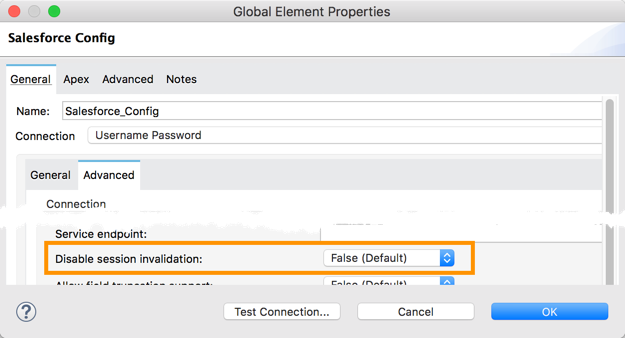 Global Element Properties
Salesforce Config
General Apex Advanced Notes
Name: Salesforce_Config
Connection Username Password
General Advanced
Connection
Service endpoint:
Disable session invalidation: False (Default)
Allow field truncation support: False (Default)
? Test Connection... Cancel OK